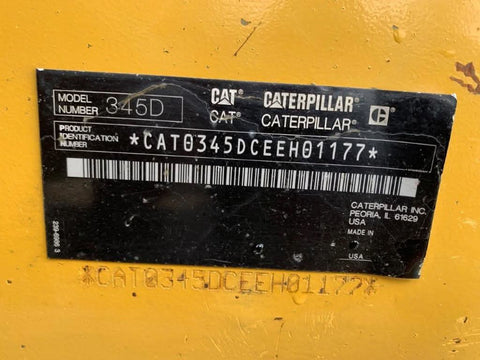 MODEL NUMBER 345D CAT CATERPILLAR
CAT CATERPILLAR
PRODUCT IDENTIFICATION NUMBER *CAT0345DCEEH01177*
CATERPILLAR INC.
PEORIA, IL 61629
USA
MADE IN
USA
*CAT0345DCEEH01177*